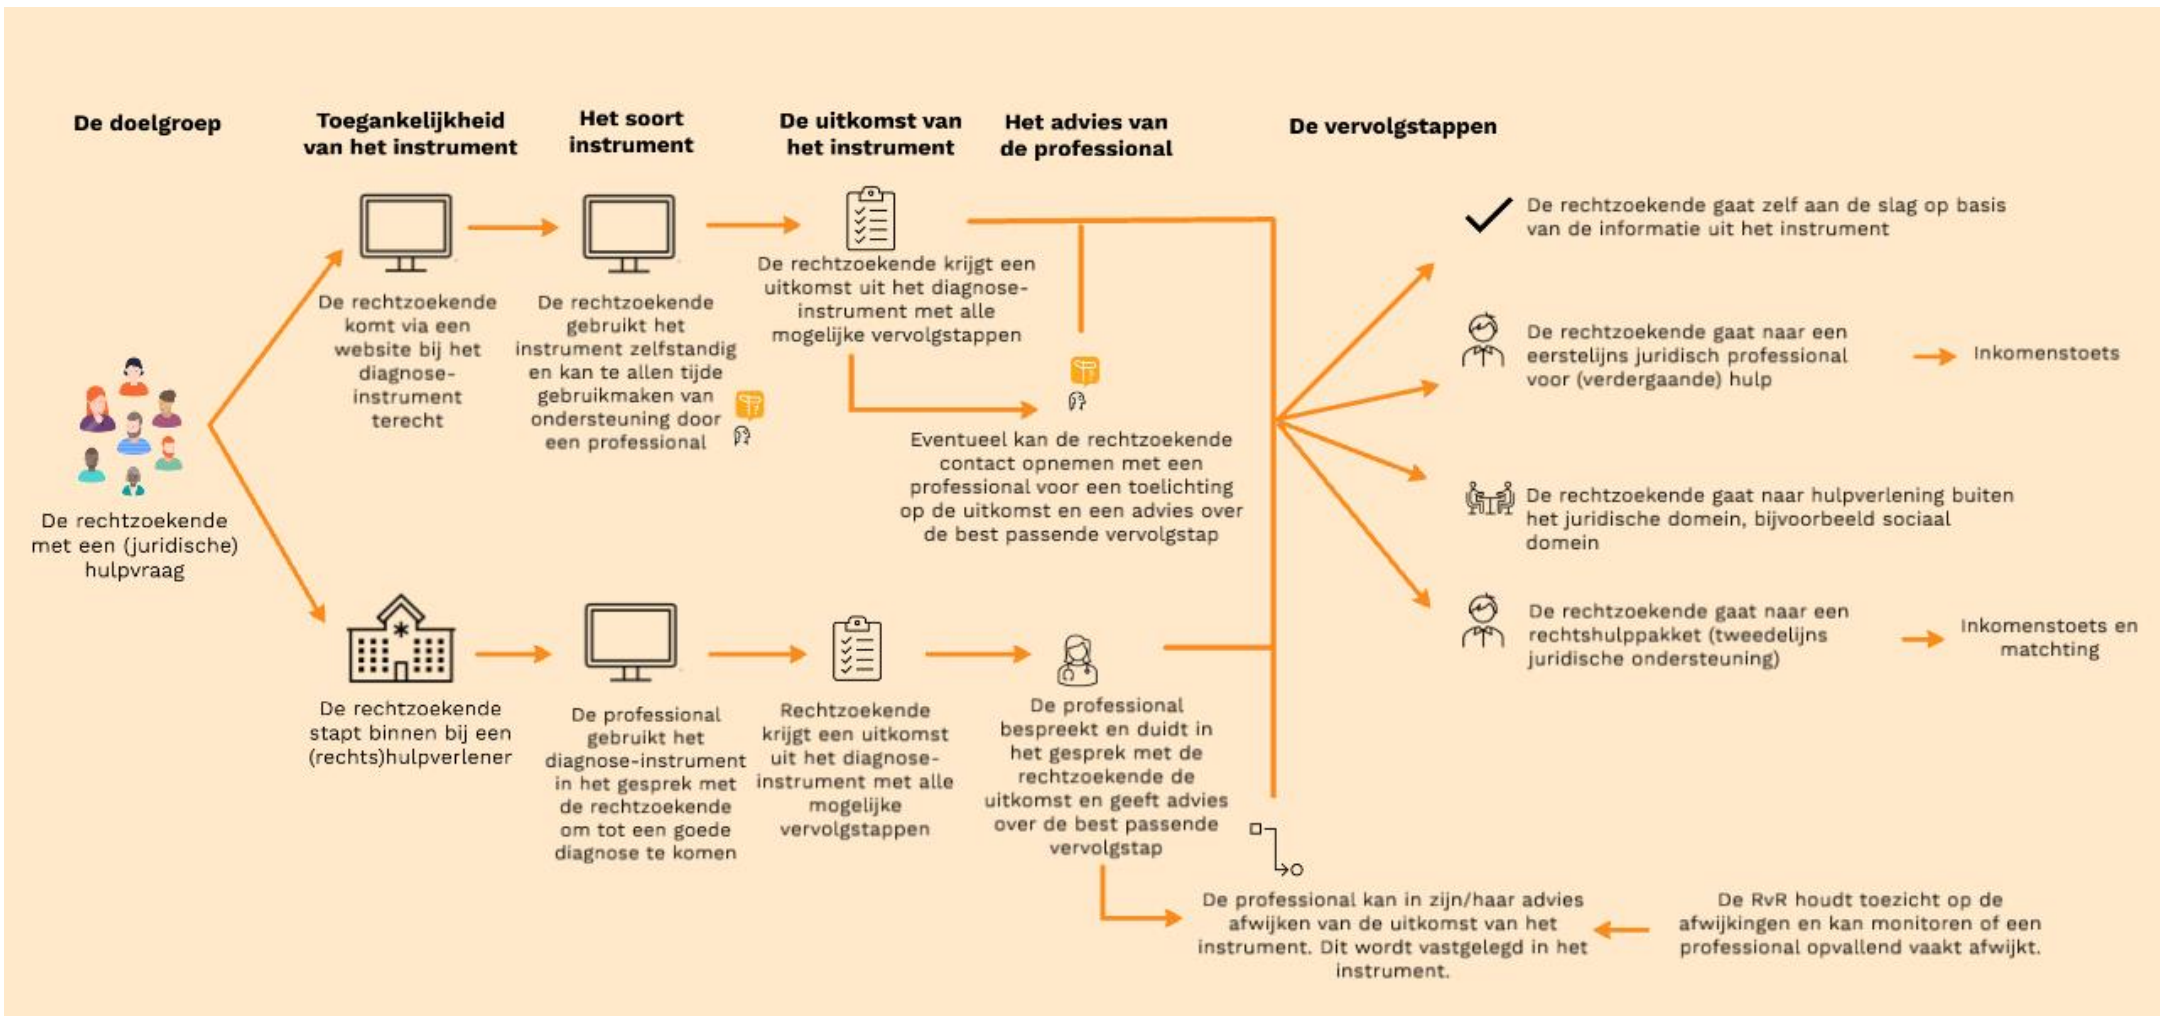 De doelgroep
Toegankelijkheid
van het instrument
Het soort
instrument
De uitkomst van
het instrument
Het advies van
de professional
De vervolgstappen
De rechtzoekende
met een (juridische)
hulpvraag
De rechtzoekende
komt via een
website bij het
diagnose-
instrument
terecht
De rechtzoekende
gebruikt het
instrument zelfstandig
en kan te allen tijde
gebruikmaken van
ondersteuning door
een professional
De rechtzoekende krijgt een
uitkomst uit het diagnose-
instrument met alle
mogelijke vervolgstappen
Eventueel kan de rechtzoekende
contact opnemen met een
professional voor een toelichting
op de uitkomst en een advies over
de best passende vervolgstap
De rechtzoekende gaat zelf aan de slag op basis
van de informatie uit het instrument
De rechtzoekende gaat naar een
eerstelijns juridisch professional
voor (verdergaande) hulp
Inkomenstoets
De rechtzoekende gaat naar hulpverlening buiten
het juridische domein, bijvoorbeeld sociaal
domein
De rechtzoekende gaat naar een
rechtshulppakket (tweedelijns
juridische ondersteuning)
Inkomenstoets en
matchting
De rechtzoekende
stapt binnen bij een
(rechts)hulpverlener
De professional
gebruikt het
diagnose-instrument
in het gesprek met
de rechtzoekende
om tot een goede
diagnose te komen
Rechtzoekende
krijgt een uitkomst
uit het diagnose-
instrument met alle
mogelijke
vervolgstappen
De professional
bespreekt en duidt in
het gesprek met de
rechtzoekende de
uitkomst en geeft advies
over de best passende
vervolgstap
De professional kan in zijn/haar advies
afwijken van de uitkomst van het
instrument. Dit wordt vastgelegd in het
instrument.
De RvR houdt toezicht op de
afwijkingen en kan monitoren of een
professional opvallend vaakt afwijkt.